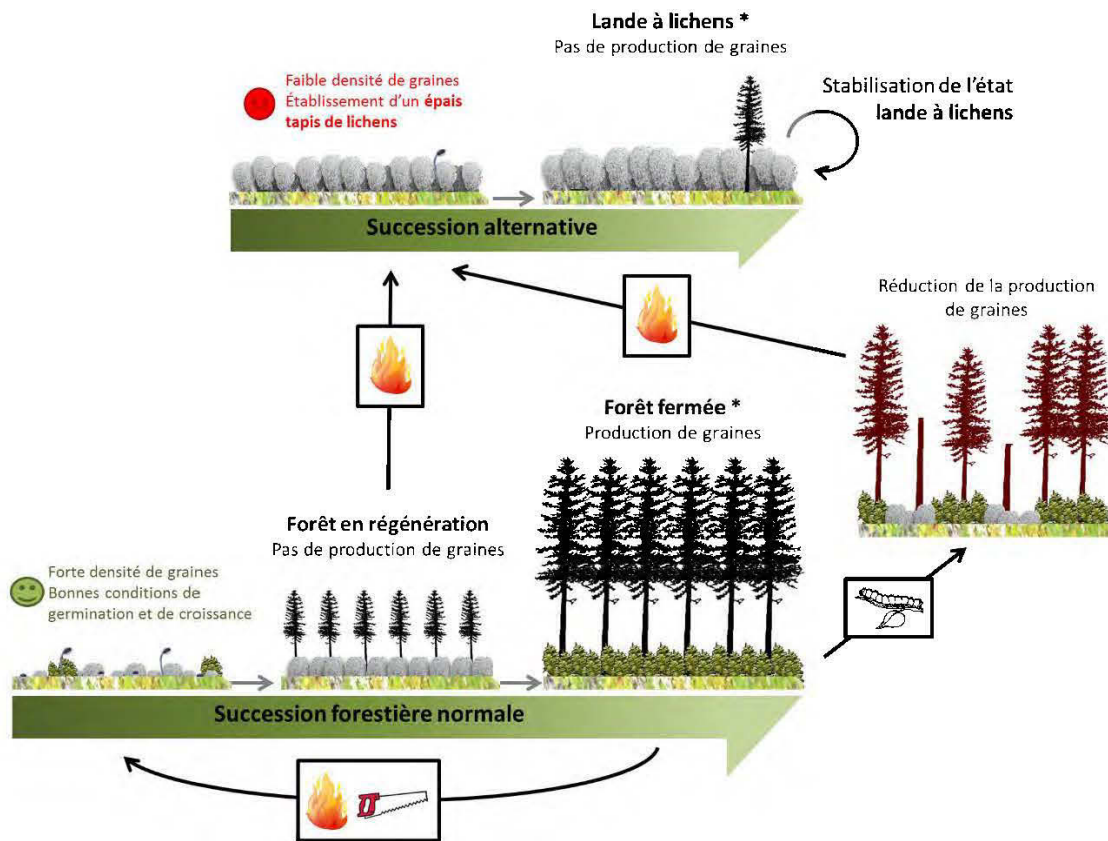 Lande à lichens *
Pas de production de graines
Faible densité de graines
Établissement d'un épais
tapis de lichens
Stabilisation de l'état
lande à lichens
Succession alternative
Réduction de la production
de graines
Forêt fermée *
Production de graines
Forêt en régénération
Pas de production de graines
Forte densité de graines
Bonnes conditions de
germination et de croissance
Succession forestière normale